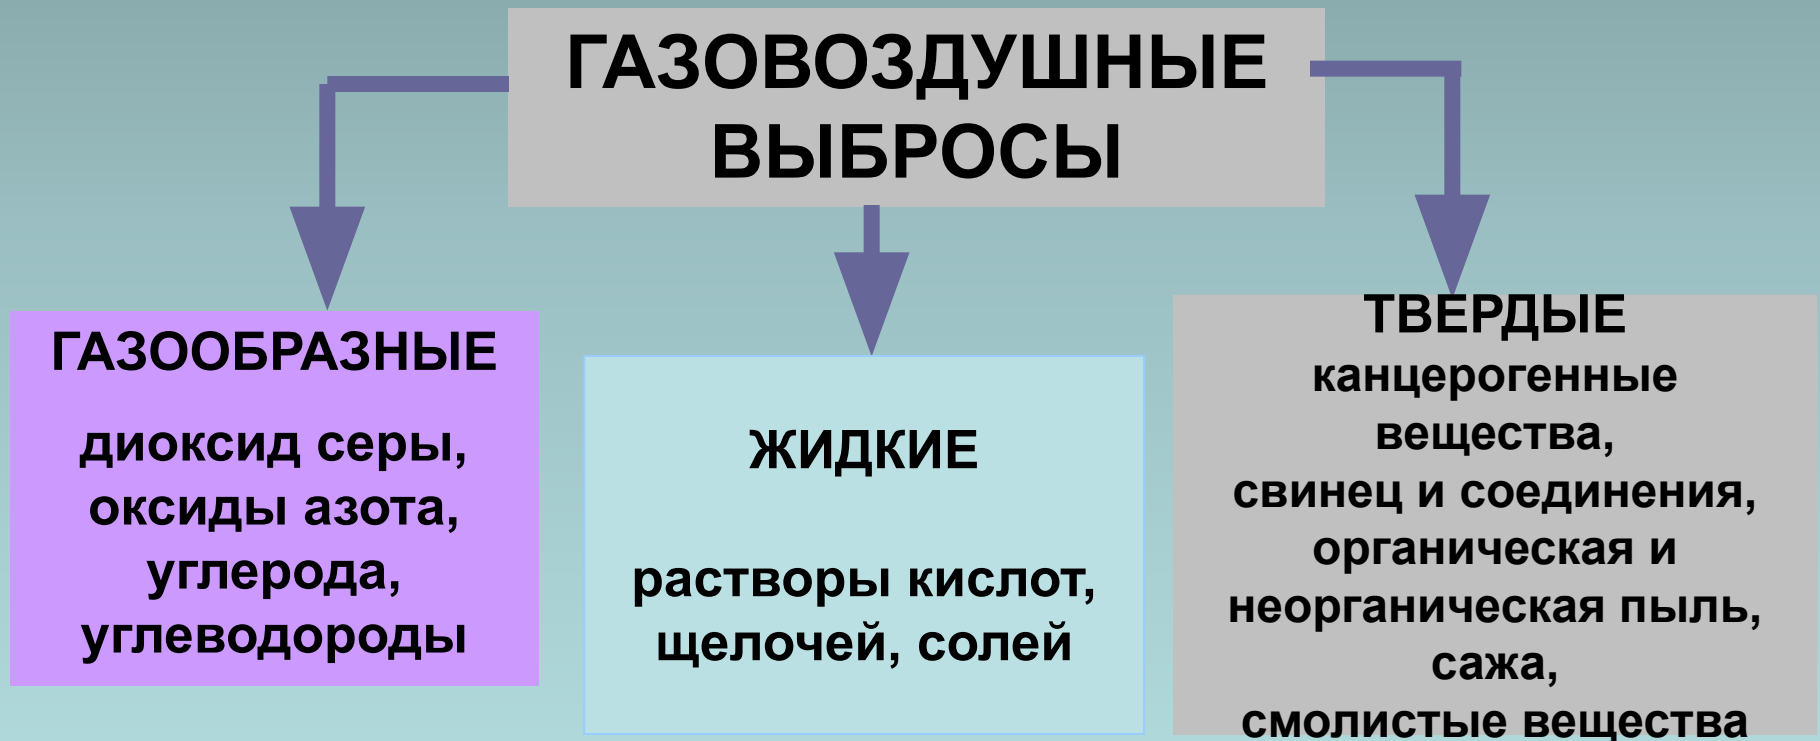 ГАЗОВОЗДУШНЫЕ
ВЫБРОСЫ
ГАЗООБРАЗНЫЕ
диоксид серы,
оксиды азота,
углерода,
углеводороды
ЖИДКИЕ
растворы кислот,
щелочей, солей
ТВЕРДЫЕ
канцерогенные
вещества,
свинец и соединения,
органическая и
неорганическая пыль,
сажа,
смолистые вещества